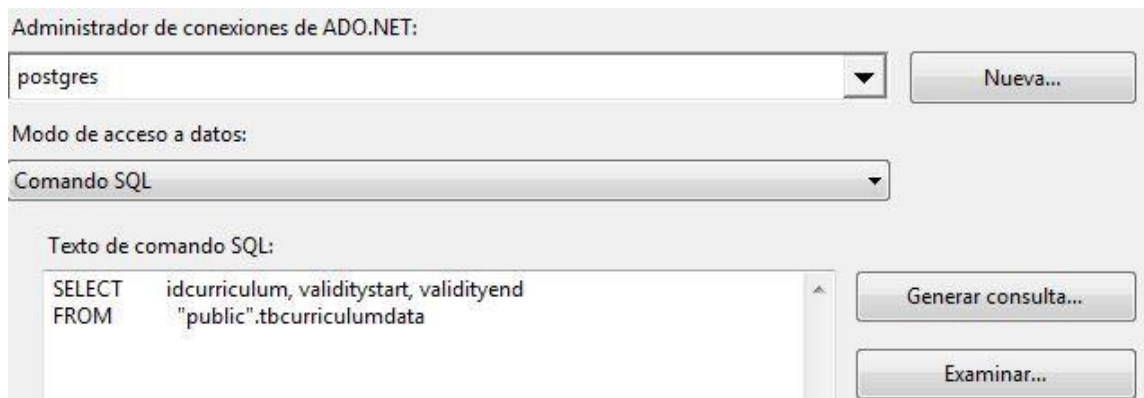 Administrador de conexiones de ADO.NET:
postgres
Nueva...
Modo de acceso a datos:
Comando SQL
Texto de comando SQL:
SELECT idcurriculum, validitystart, validityend
FROM "public".tbcurriculumdata
Generar consulta...
Examinar...